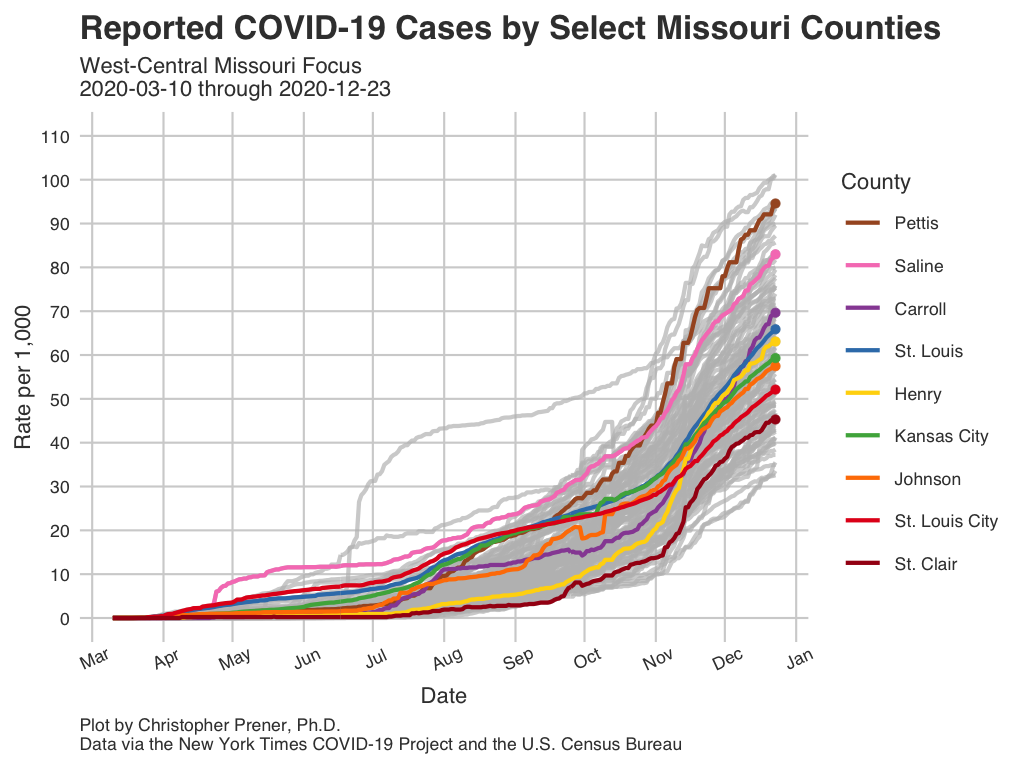 Reported COVID-19 Cases by Select Missouri Counties
West-Central Missouri Focus
2020-03-10 through 2020-12-23
Rate per 1,000
110
100
90
80
70
60
50
40
30
20
10
0
Mar
Apr
May
Jun
Jul
Aug
Sep
Oct
Nov
Dec
Jan
Date
County
Pettis
Saline
Carroll
St. Louis
Henry
Kansas City
Johnson
St. Louis City
St. Clair
Plot by Christopher Prener, Ph.D.
Data via the New York Times COVID-19 Project and the U.S. Census Bureau